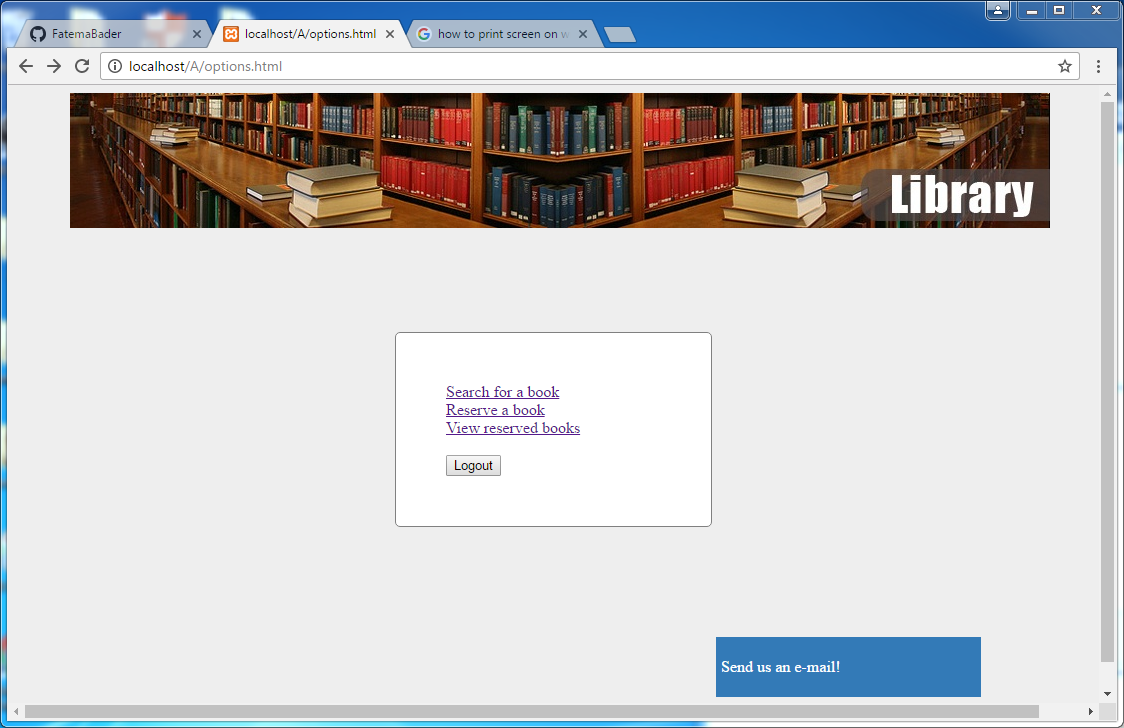 FatemaBader
localhost/A/options.html
how to print screen on w
localhost/A/options.html
Library
Search for a book
Reserve a book
View reserved books
Logout
Send us an e-mail!